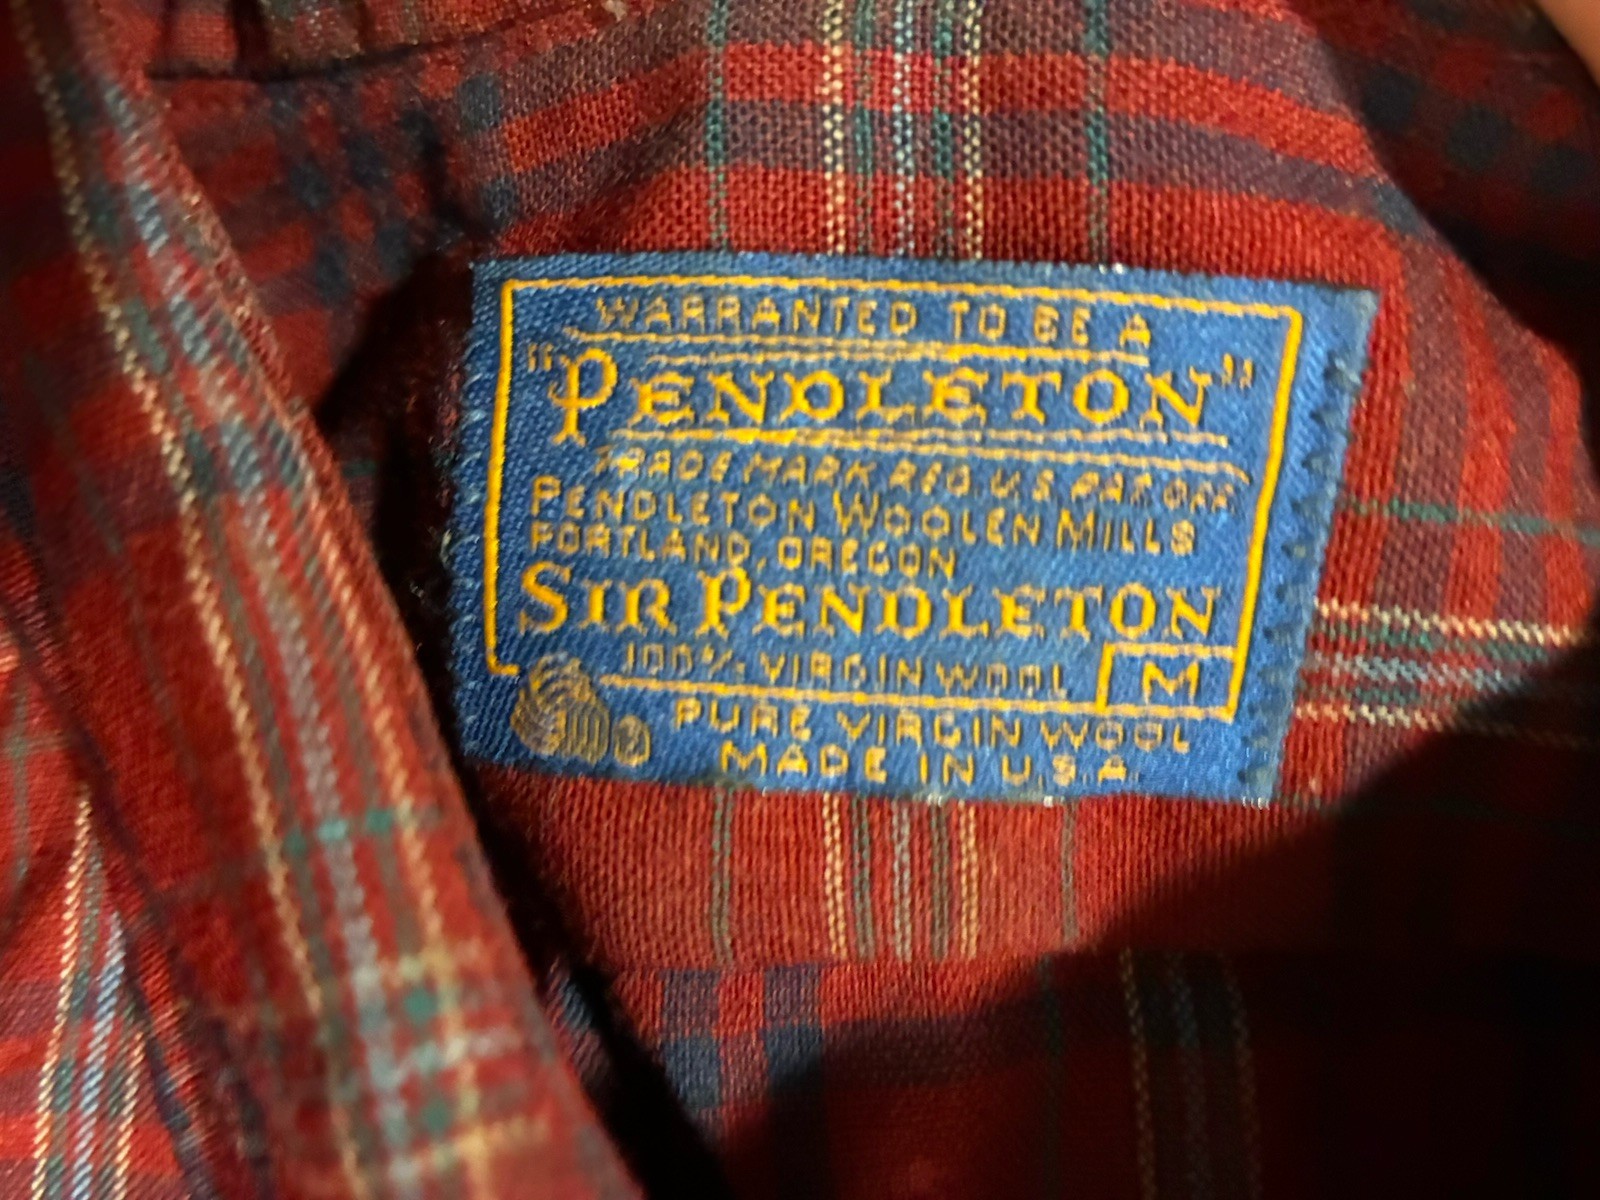 WARRANTED TO BE A
"PENDLETON"
TRADE MARK REG. U.S. PAT. OFF.
PENDLETON WOOLEN MILLS
PORTLAND, OREGON
SIR PENDLETON
100% VIRGIN WOOL M
PURE VIRGIN WOOL
MADE IN U.S.A.